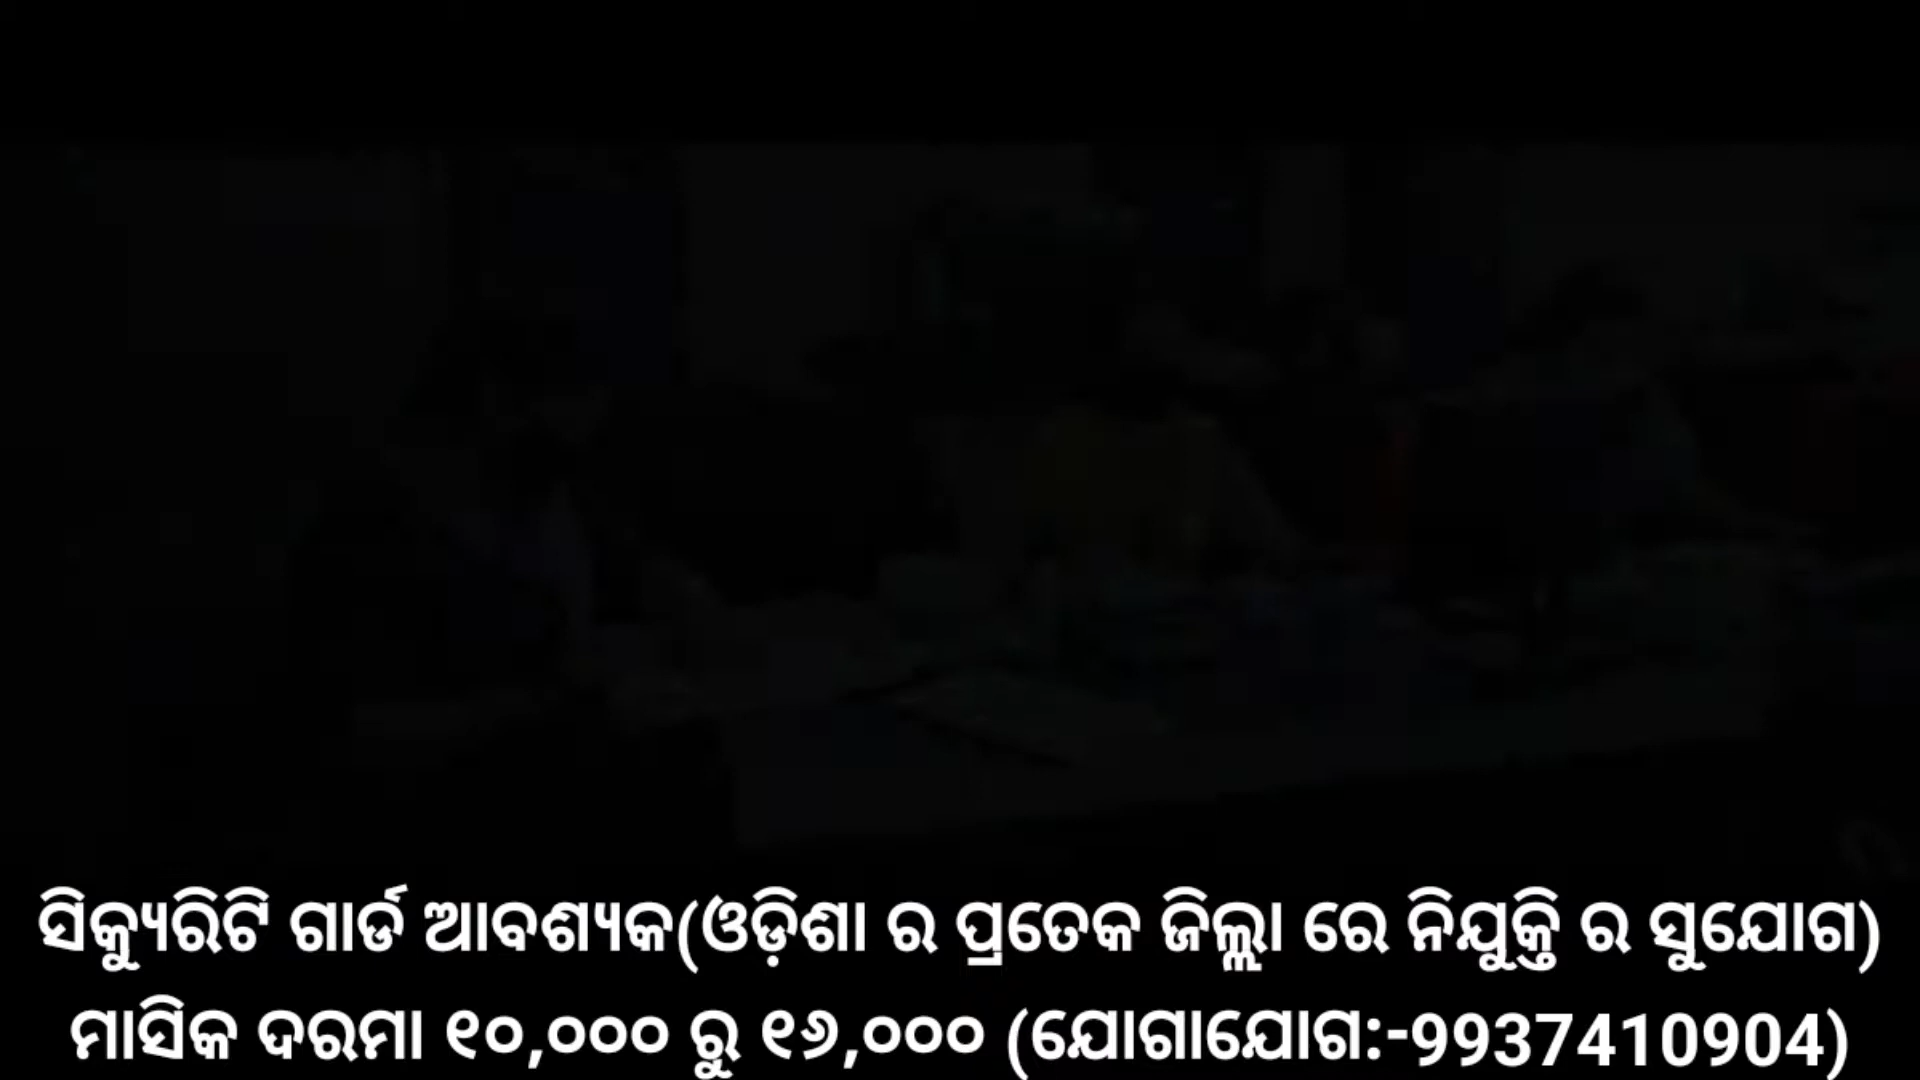 ସିକ୍ୟୁରିଟି ଗାର୍ଡ ଆବଶ୍ୟକ(ଓଡ଼ିଶା ର ପ୍ରତେକ ଜିଲ୍ଲା ରେ ନିଯୁକ୍ତି ର ସୁଯୋଗ)
ମାସିକ ଦରମା ୧୦,୦୦୦ ରୁ ୧୬,୦୦୦ (ଯୋଗାଯୋଗ:-9937410904)